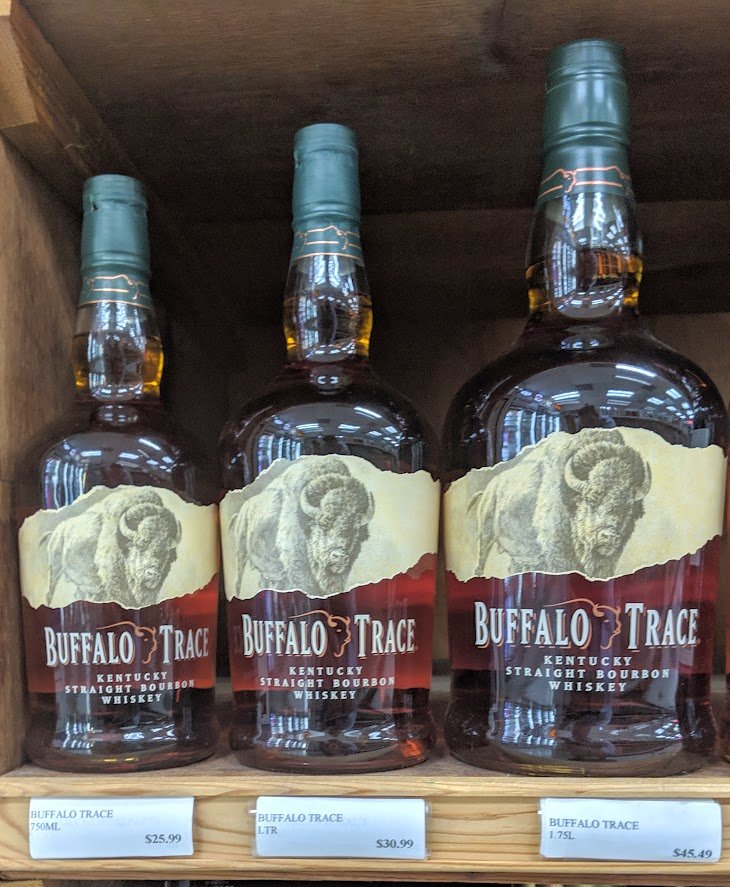 BUFFALO TRACE
KENTUCKY
STRAIGHT BOURBON
WHISKEY
BUFFALO TRACE
KENTUCKY
STRAIGHT BOURBON
WHISKEY
BUFFALO TRACE
KENTUCKY
STRAIGHT BOURBON
WHISKEY
BUFFALO TRACE
750ML
$25.99
BUFFALO TRACE
LTR
$30.99
BUFFALO TRACE
1.75L
$45.49